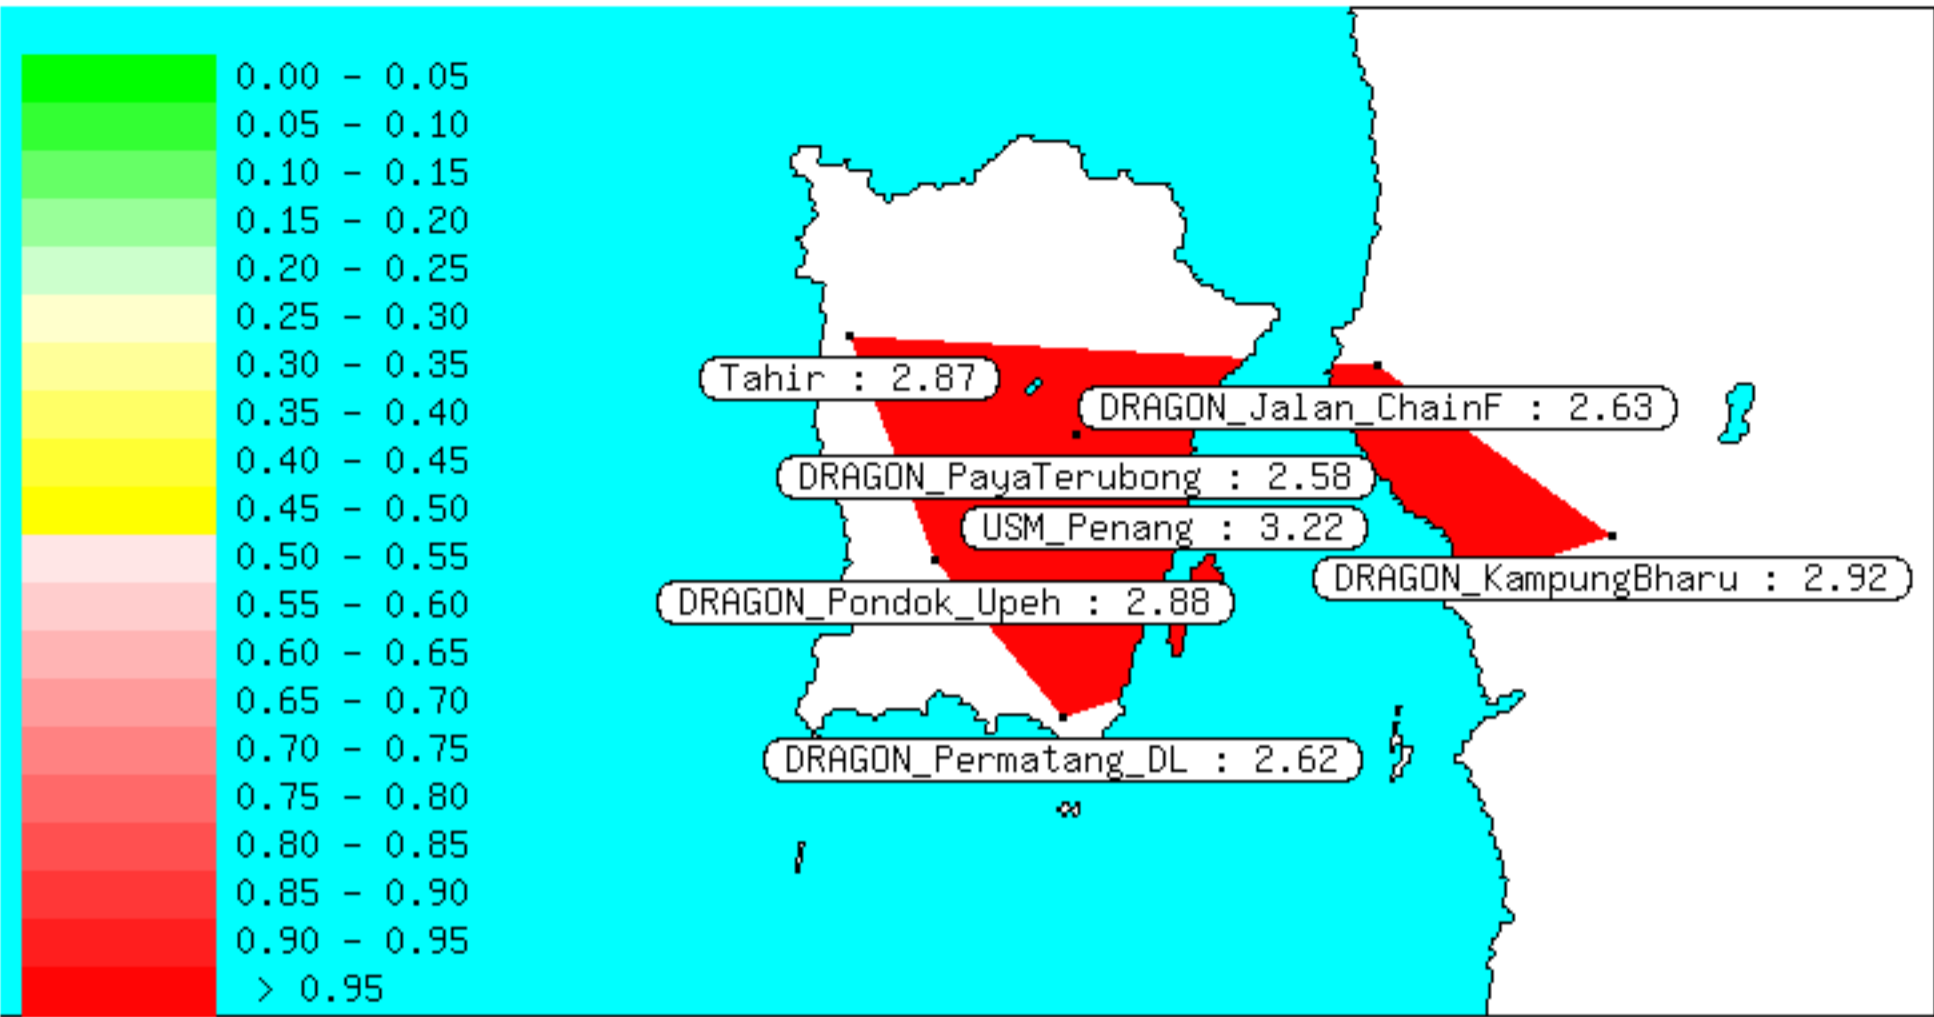 0.00 - 0.05
0.05 - 0.10
0.10 - 0.15
0.15 - 0.20
0.20 - 0.25
0.25 - 0.30
0.30 - 0.35
0.35 - 0.40
0.40 - 0.45
0.45 - 0.50
0.50 - 0.55
0.55 - 0.60
0.60 - 0.65
0.65 - 0.70
0.70 - 0.75
0.75 - 0.80
0.80 - 0.85
0.85 - 0.90
0.90 - 0.95
> 0.95
Tahir : 2.87
DRAGON_Jalan_ChainF : 2.63
DRAGON_PayaTerubong : 2.58
USM_Penang : 3.22
DRAGON_KampungBharu : 2.92
DRAGON_Pondok_Upeh : 2.88
DRAGON_Permatang_DL : 2.62